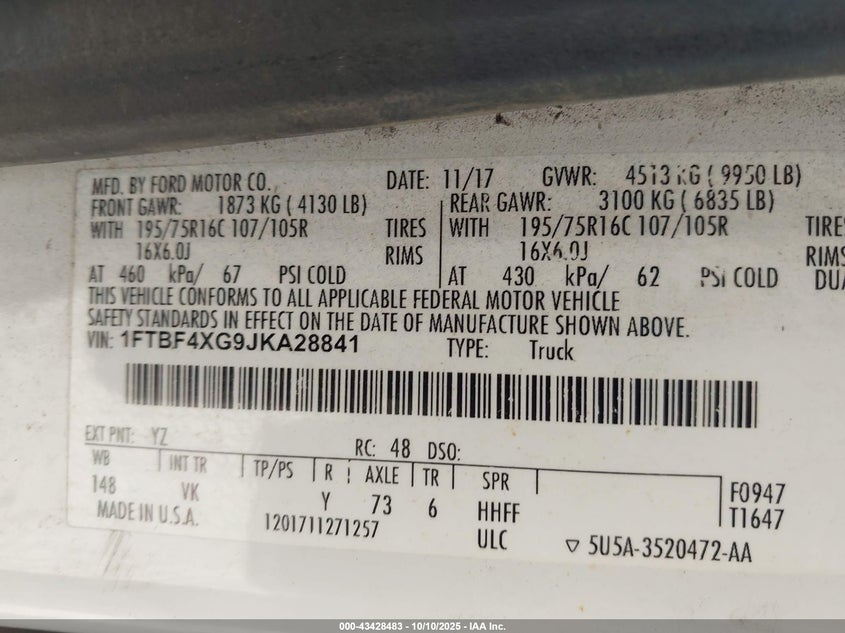 MFD. BY FORD MOTOR CO. DATE: 11/17 GVWR: 4513 KG ( 9950 LB)
FRONT GAWR: 1873 KG ( 4130 LB) REAR GAWR: 3100 KG ( 6835 LB)
WITH 195/75R16C 107/105R TIRES WITH 195/75R16C 107/105R TIRES
16X6.0J RIMS 16X6.0J RIMS
AT 460 kPa/ 67 PSI COLD AT 430 kPa/ 62 PSI COLD DUA
THIS VEHICLE CONFORMS TO ALL APPLICABLE FEDERAL MOTOR VEHICLE
SAFETY STANDARDS IN EFFECT ON THE DATE OF MANUFACTURE SHOWN ABOVE.
VIN: 1FTBF4XG9JKA28841 TYPE: Truck
EXT PNT: YZ RC: 48 DSO:
WB INT TR TP/PS R AXLE TR SPR
148 VK Y 73 6 HHFF F0947
MADE IN U.S.A. 1201711271257 ULC T1647
▽ 5U5A-3520472-AA
000-43428483 - 10/10/2025 - IAA Inc.